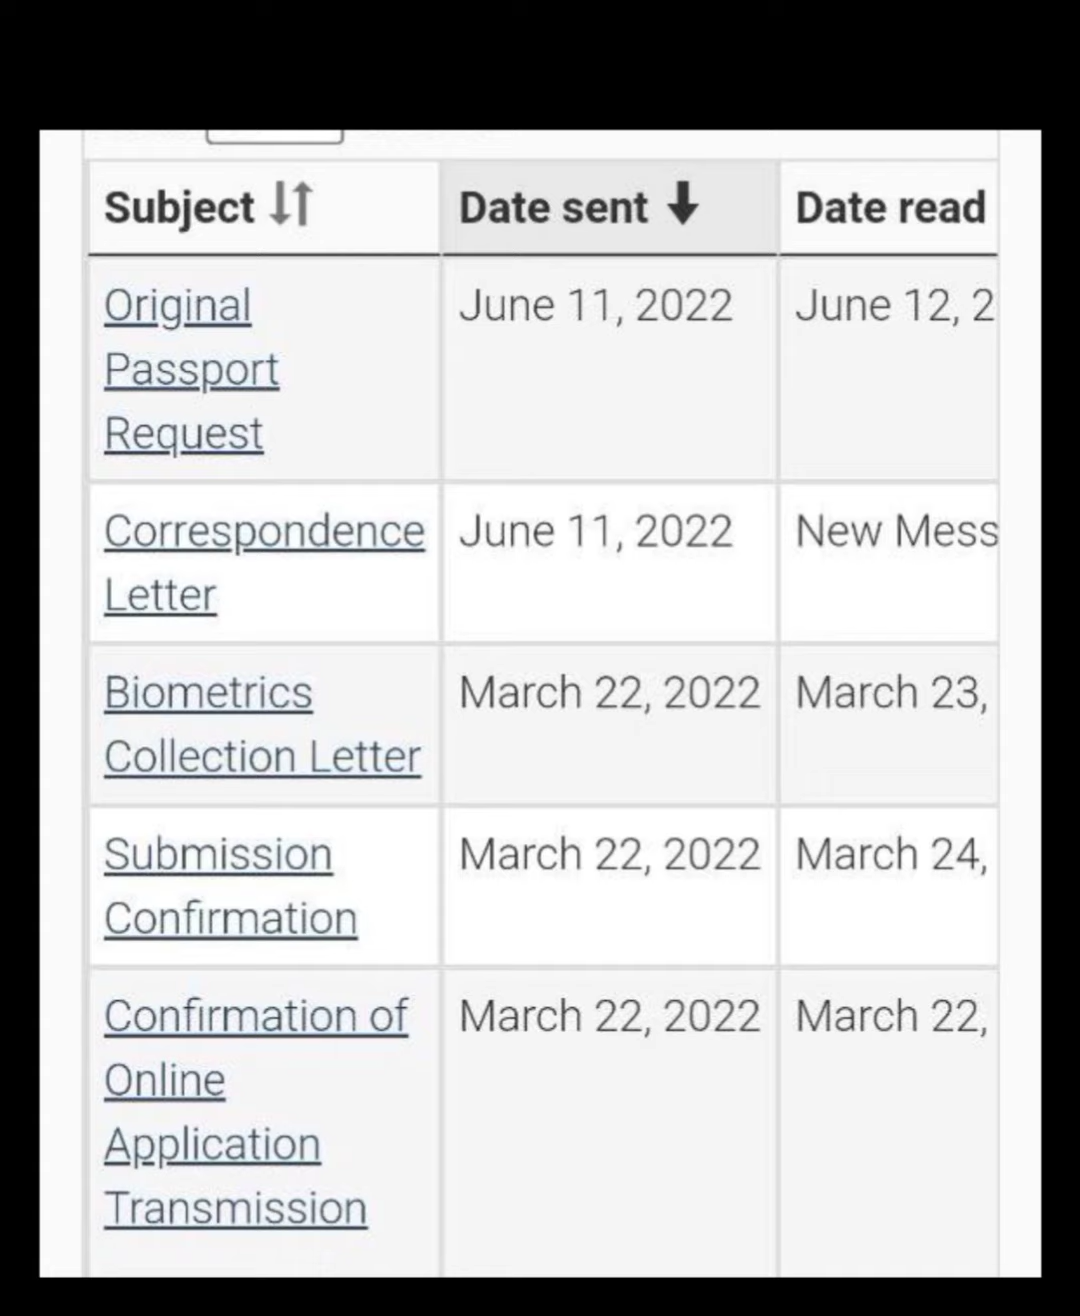 Subject Date sent Date read
Original June 11, 2022 June 12, 2
Passport
Request
Correspondence June 11, 2022 New Mess
Letter
Biometrics March 22, 2022 March 23,
Collection Letter
Submission March 22, 2022 March 24,
Confirmation
Confirmation of March 22, 2022 March 22,
Online
Application
Transmission